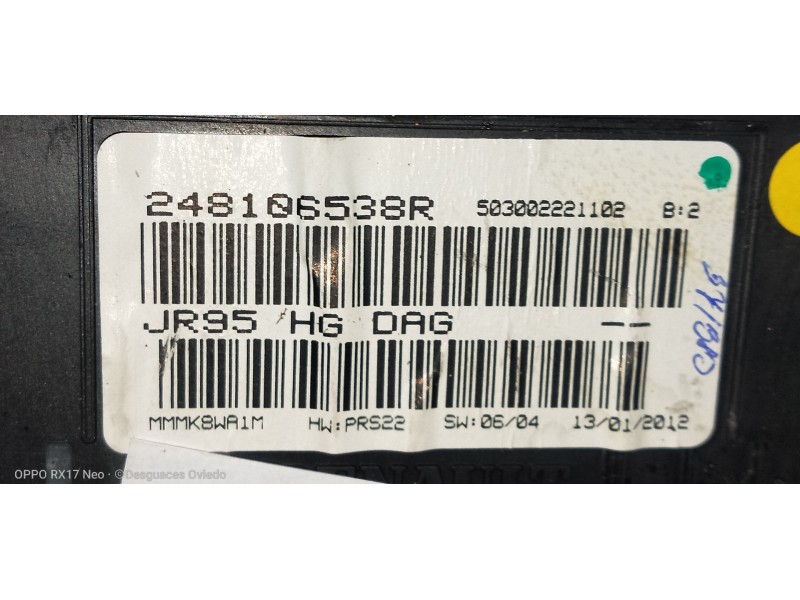 248106538R 503002221102 B:2
JR95 HG DAG --
MMMK8WA1M HW:PRS22 SW:06/04 13/01/2012
OPPO RX17 Neo · © Desguaces Oviedo